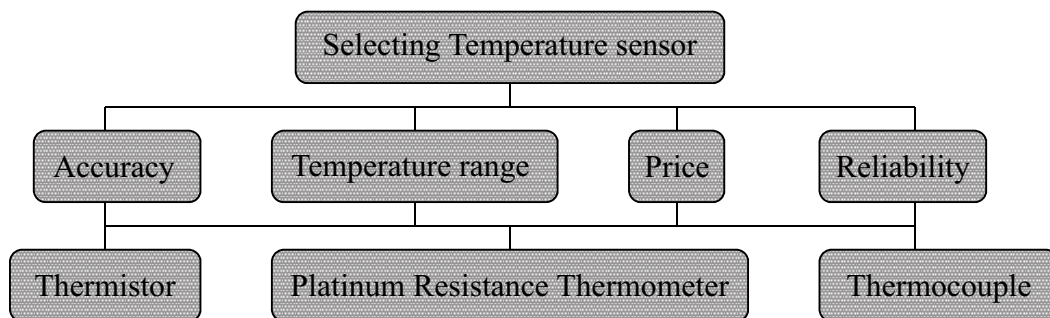 Selecting Temperature sensor
Accuracy
Temperature range
Price
Reliability
Thermistor
Platinum Resistance Thermometer
Thermocouple